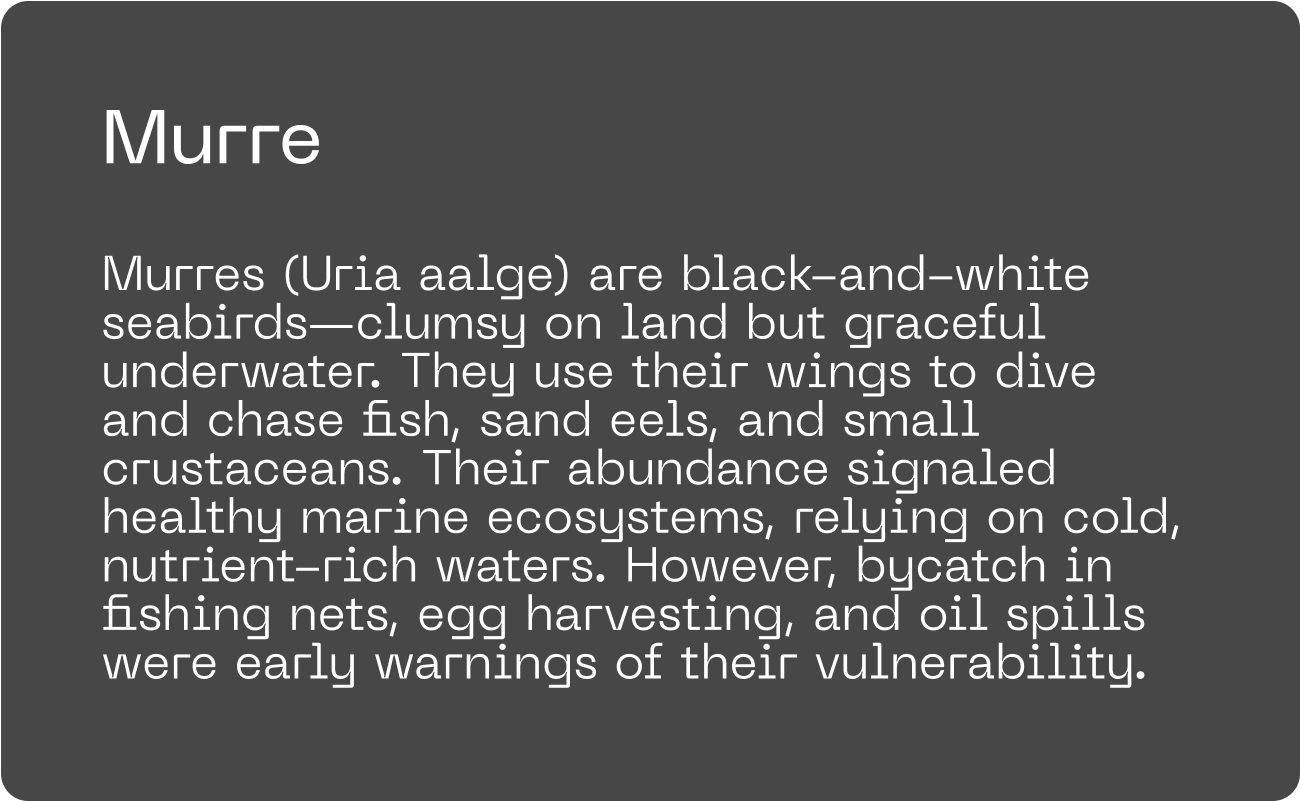 Murre
Murres (Uria aalge) are black–and–white
seabirds—clumsy on land but graceful
underwater. They use their wings to dive
and chase fish, sand eels, and small
crustaceans. Their abundance signaled
healthy marine ecosystems, relying on cold,
nutrient–rich waters. However, bycatch in
fishing nets, egg harvesting, and oil spills
were early warnings of their vulnerability.